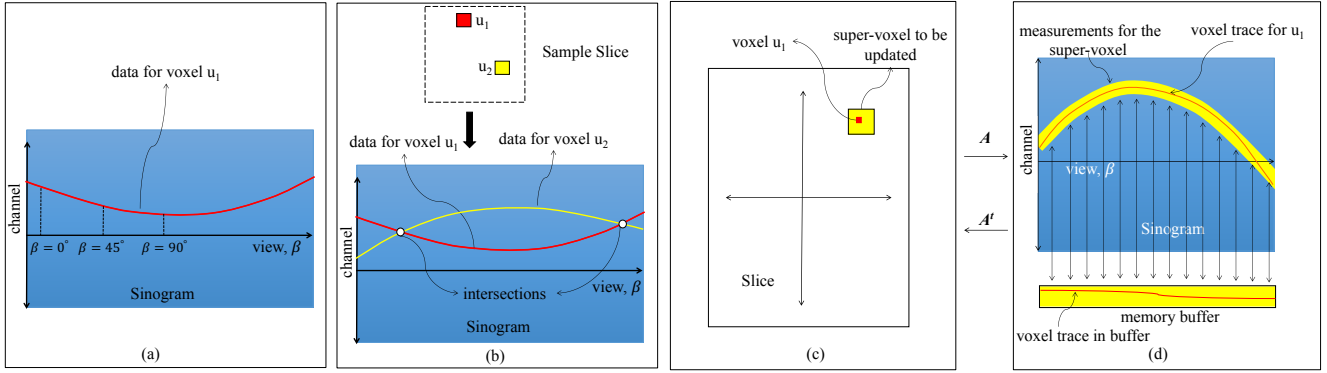 data for voxel u₁
channel
β = 0°
β = 45°
β = 90°
view, β
Sinogram
(a)
u₁
u₂
Sample Slice
data for voxel u₁
data for voxel u₂
channel
view, β
intersections
Sinogram
(b)
voxel u₁
super-voxel to be
updated
Slice
(c)
A
Aᵗ
measurements for the
super-voxel
voxel trace for u₁
channel
view, β
Sinogram
memory buffer
voxel trace in buffer
(d)